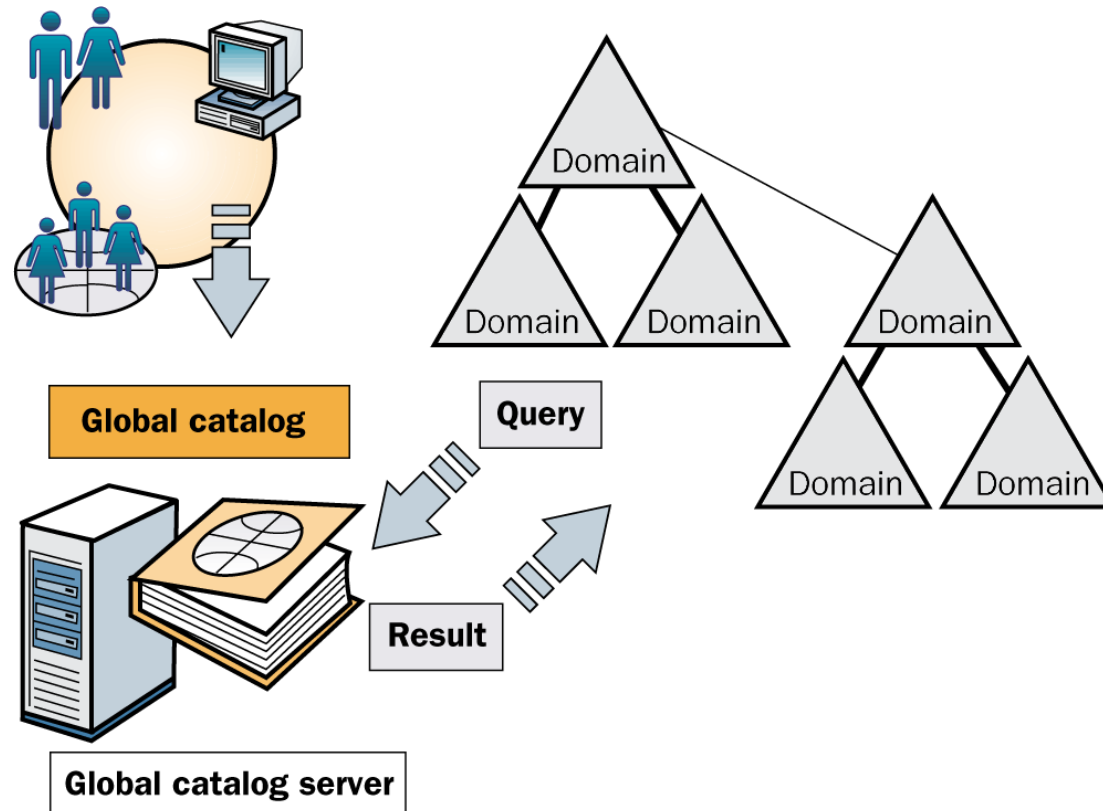 Domain
Domain
Domain
Domain
Domain
Domain
Global catalog
Query
Result
Global catalog server